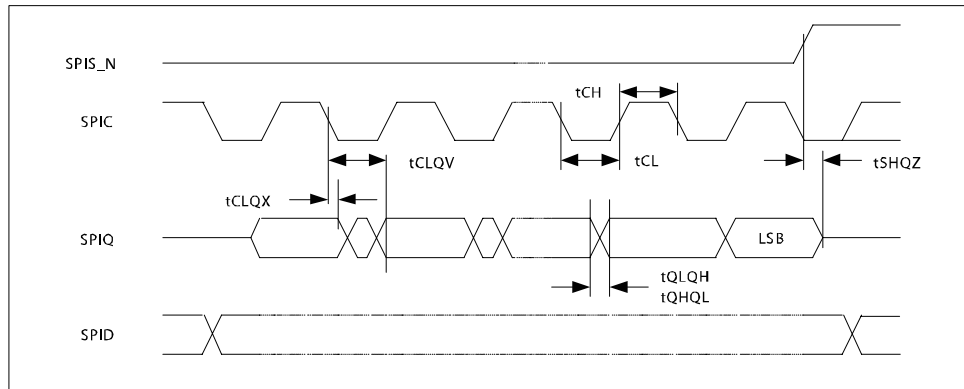 SPIS_N
tCH
SPIC
tCLQV
tCL
tSHQZ
tCLQX
SPIQ
LSB
tQLQH
tQHQL
SPID